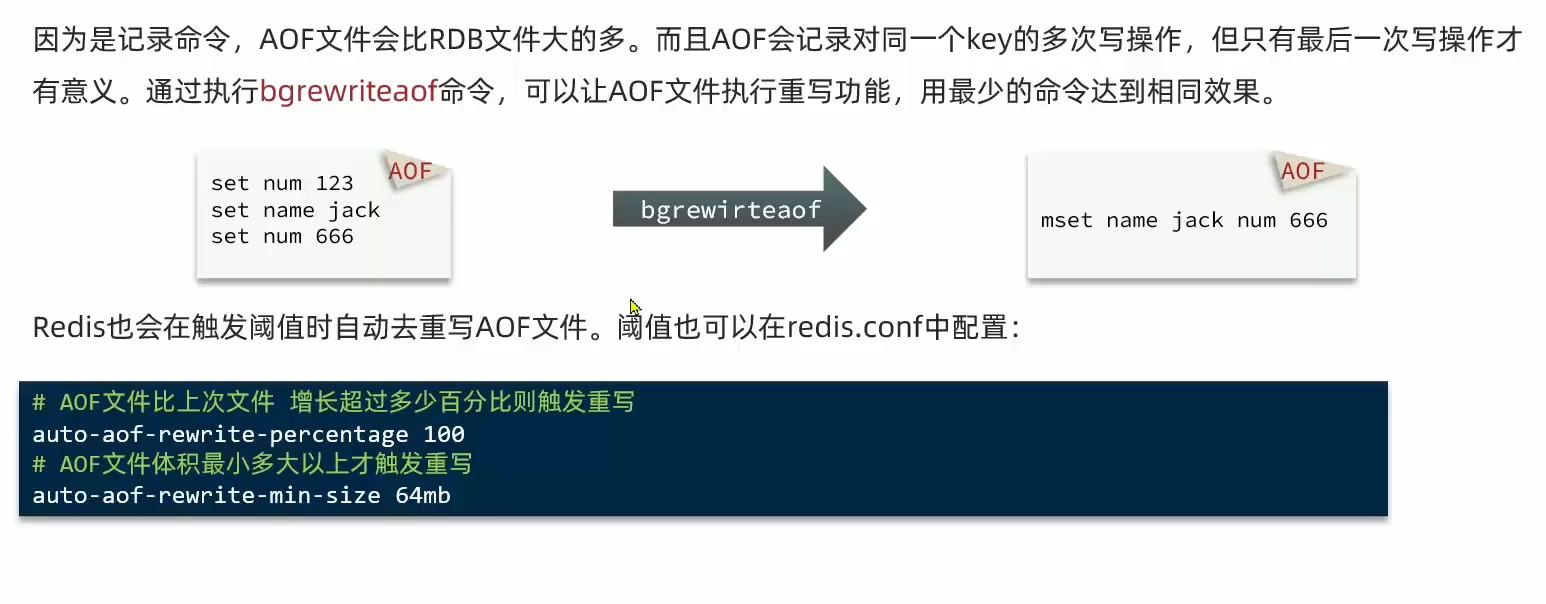 因为是记录命令，AOF文件会比RDB文件大的多。而且AOF会记录对同一个key的多次写操作，但只有最后一次写操作才
有意义。通过执行bgrewriteaof命令，可以让AOF文件执行重写功能，用最少的命令达到相同效果。
AOF
set num 123
set name jack
set num 666
bgrewirteaof
AOF
mset name jack num 666
Redis也会在触发阈值时自动去重写AOF文件。阈值也可以在redis.conf中配置：
# AOF文件比上次文件 增长超过多少百分比则触发重写
auto-aof-rewrite-percentage 100
# AOF文件体积最小多大以上才触发重写
auto-aof-rewrite-min-size 64mb